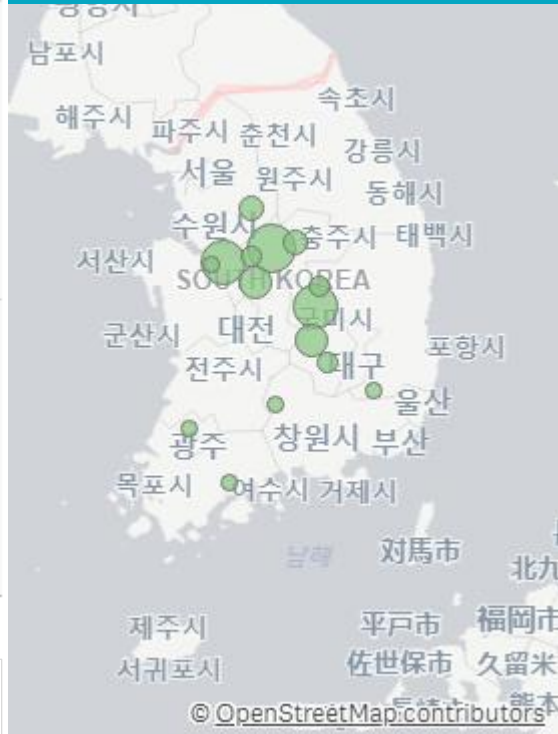 남포시
해주시
파주시
춘천시
속초시
강릉시
서울
원주시
동해시
수원시
충주시
태백시
서산시
SOUTH KOREA
군산시
대전
구미시
포항시
전주시
대구
울산
광주
창원시
부산
목포시
여수시
거제시
남해
対馬市
北九
제주시
平戸市
福岡市
서귀포시
佐世保市
久留米
© OpenStreetMap contributors